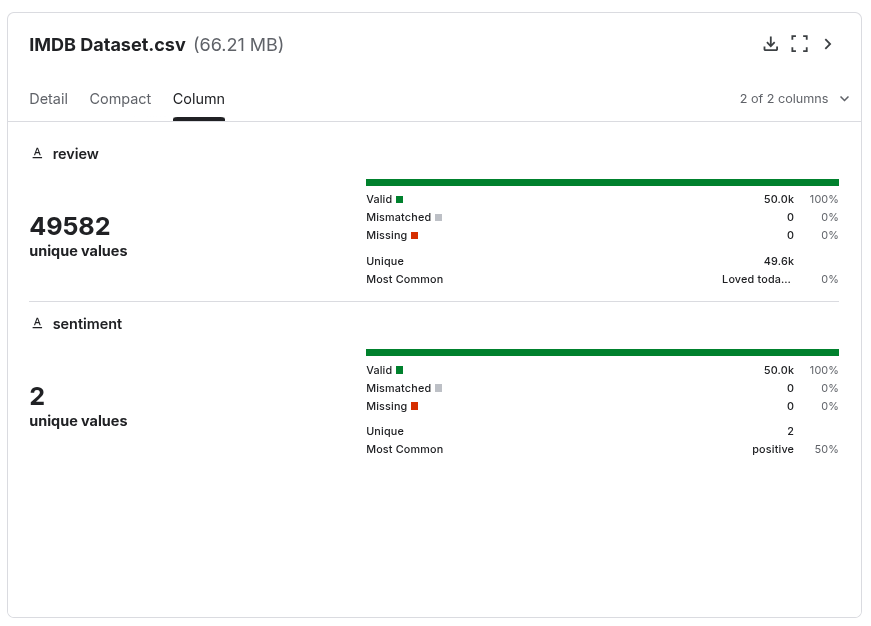 IMDB Dataset.csv (66.21 MB)
Detail Compact Column 2 of 2 columns
A review
49582
unique values
Valid 50.0k 100%
Mismatched 0 0%
Missing 0 0%
Unique 49.6k
Most Common Loved toda... 0%
A sentiment
2
unique values
Valid 50.0k 100%
Mismatched 0 0%
Missing 0 0%
Unique 2
Most Common positive 50%